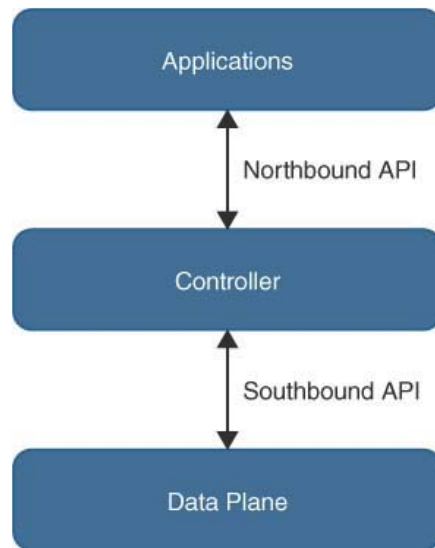 Applications
Northbound API
Controller
Southbound API
Data Plane